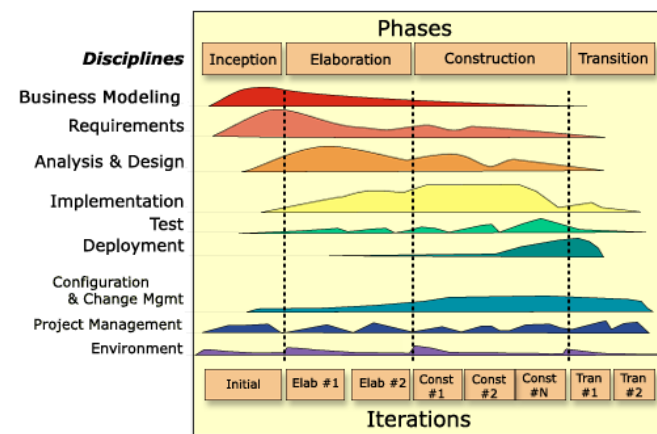 Phases
Disciplines
Inception
Elaboration
Construction
Transition
Business Modeling
Requirements
Analysis & Design
Implementation
Test
Deployment
Configuration
& Change Mgmt
Project Management
Environment
Initial
Elab #1
Elab #2
Const
#1
Const
#2
Const
#N
Tran
#1
Tran
#2
Iterations